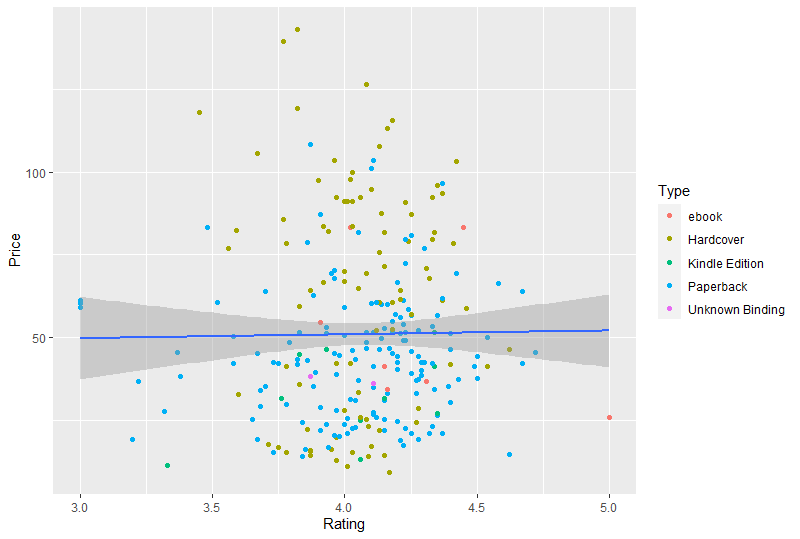 Price
100
50
3.0
3.5
4.0
4.5
5.0
Rating
Type
ebook
Hardcover
Kindle Edition
Paperback
Unknown Binding